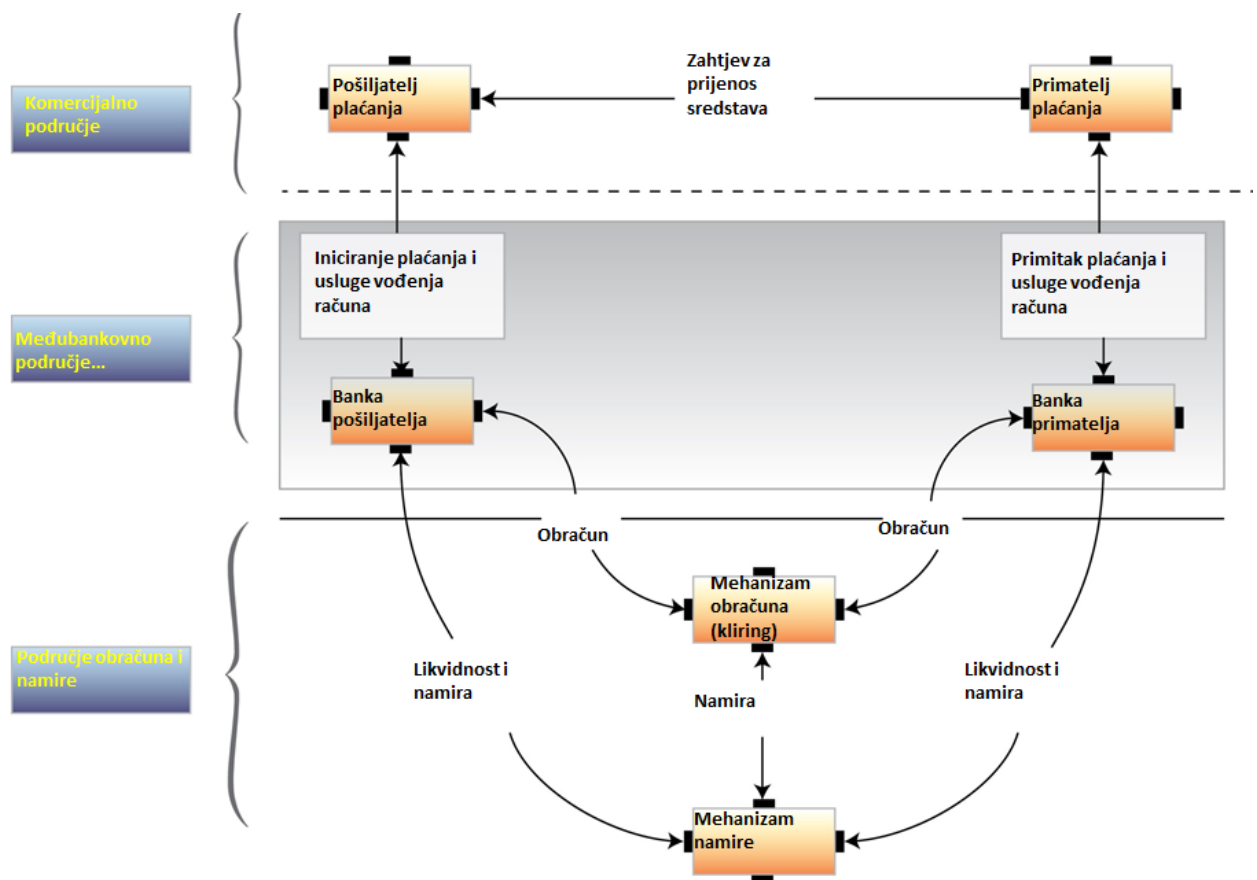 Komercijalno
područje
Pošiljatelj
plaćanja
Zahtjev za
prijenos
sredstava
Primatelj
plaćanja
Međubankovno
područje...
Iniciranje plaćanja i
usluge vođenja
računa
Primitak plaćanja i
usluge vođenja
računa
Banka
pošiljatelja
Banka
primatelja
Područje obračuna i
namire
Obračun
Obračun
Mehanizam
obračuna
(kliring)
Likvidnost i
namira
Namira
Likvidnost i
namira
Mehanizam
namire